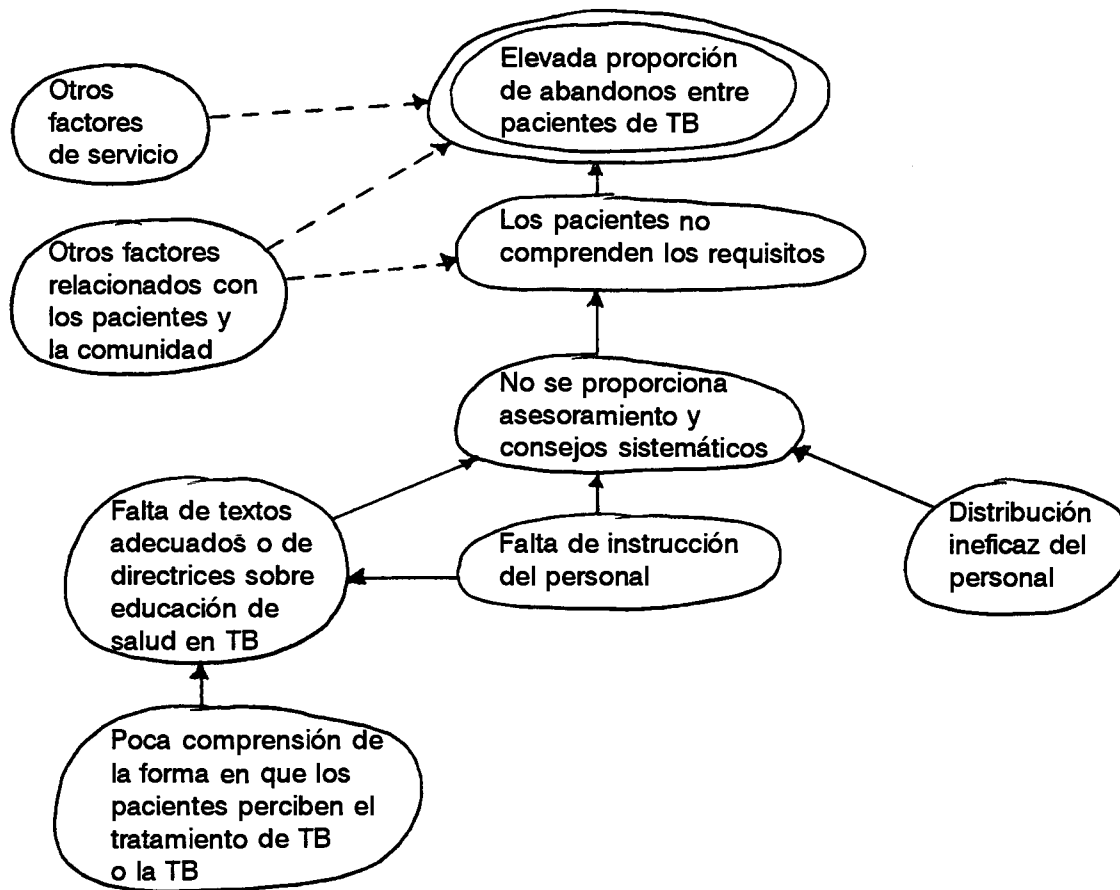 Elevada proporción
de abandonos entre
pacientes de TB
Otros
factores
de servicio
Los pacientes no
comprenden los requisitos
Otros factores
relacionados con
los pacientes y
la comunidad
No se proporciona
asesoramiento y
consejos sistemáticos
Falta de textos
adecuados o de
directrices sobre
educación de
salud en TB
Falta de instrucción
del personal
Distribución
ineficaz del
personal
Poca comprensión de
la forma en que los
pacientes perciben el
tratamiento de TB
o la TB